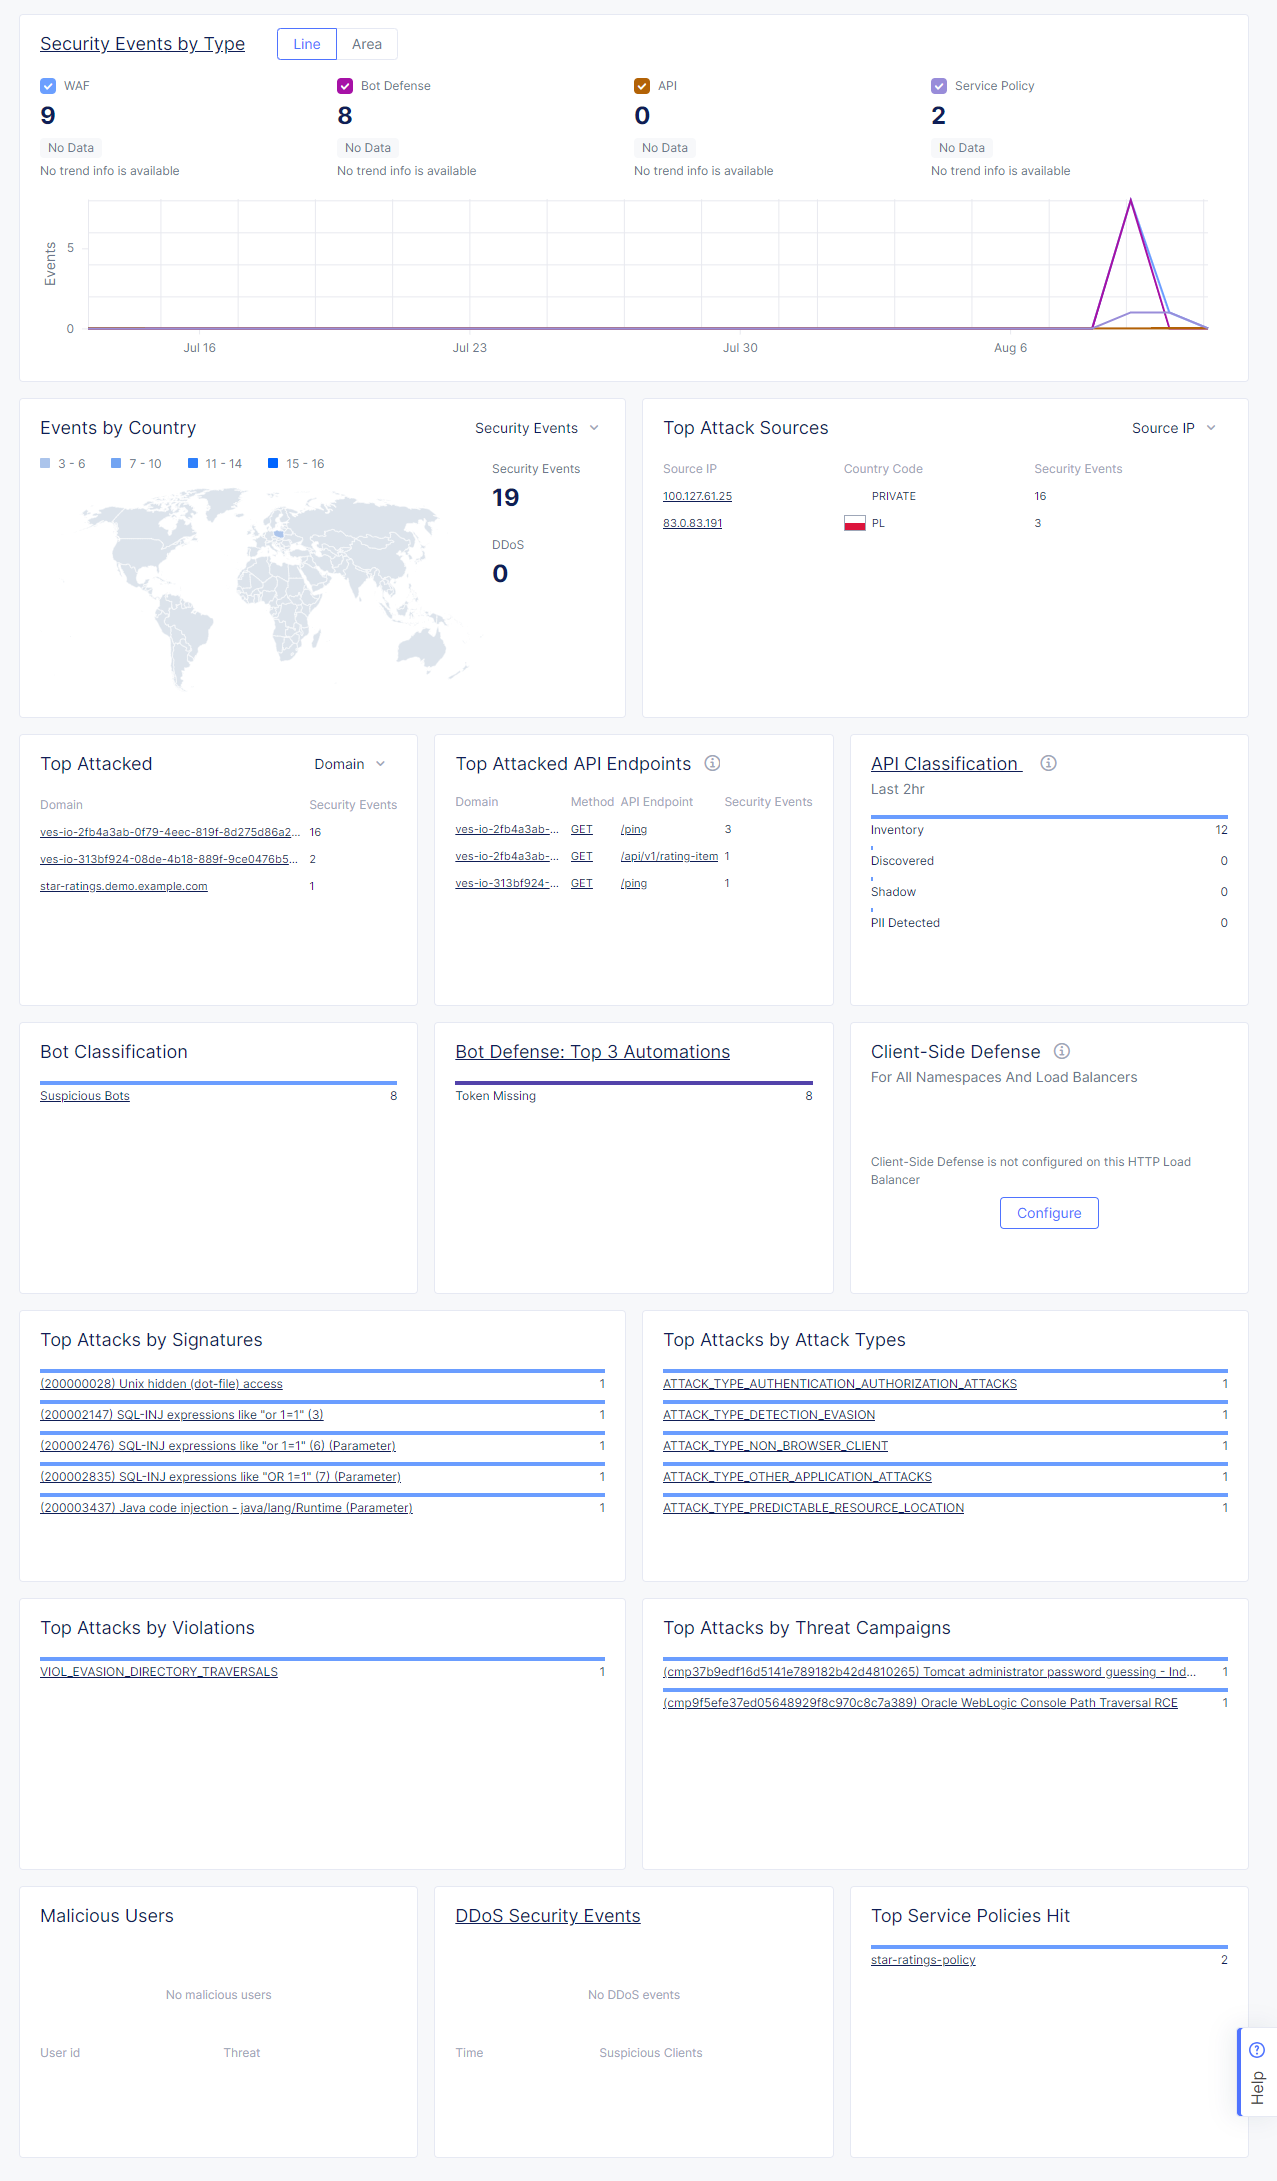 Security Events by Type
Line Area
WAF Bot Defense API Service Policy
9 8 0 2
No Data No Data No Data No Data
No trend info is available No trend info is available No trend info is available No trend info is available
Events
5
0
Jul 16 Jul 23 Jul 30 Aug 6
Events by Country Security Events
3 - 6 7 - 10 11 - 14 15 - 16
Security Events
19
DDoS
0
Top Attack Sources Source IP
Source IP Country Code Security Events
100.127.61.25 PRIVATE 16
83.0.83.191 PL 3
Top Attacked Domain
Domain Security Events
ves-io-2fb4a3ab-0f79-4eec-819f-8d275d86a2... 16
ves-io-313bf924-08de-4b18-889f-9ce0476b5... 2
star-ratings.demo.example.com 1
Top Attacked API Endpoints
Domain Method API Endpoint Security Events
ves-io-2fb4a3ab-... GET /ping 3
ves-io-2fb4a3ab-... GET /api/v1/rating-item 1
ves-io-313bf924-... GET /ping 1
API Classification
Last 2hr
Inventory 12
Discovered 0
Shadow 0
PII Detected 0
Bot Classification
Suspicious Bots 8
Bot Defense: Top 3 Automations
Token Missing 8
Client-Side Defense
For All Namespaces And Load Balancers
Client-Side Defense is not configured on this HTTP Load
Balancer
Configure
Top Attacks by Signatures
(200000028) Unix hidden (dot-file) access 1
(200002147) SQL-INJ expressions like "or 1=1" (3) 1
(200002476) SQL-INJ expressions like "or 1=1" (6) (Parameter) 1
(200002835) SQL-INJ expressions like "OR 1=1" (7) (Parameter) 1
(200003437) Java code injection - java/lang/Runtime (Parameter) 1
Top Attacks by Attack Types
ATTACK_TYPE_AUTHENTICATION_AUTHORIZATION_ATTACKS 1
ATTACK_TYPE_DETECTION_EVASION 1
ATTACK_TYPE_NON_BROWSER_CLIENT 1
ATTACK_TYPE_OTHER_APPLICATION_ATTACKS 1
ATTACK_TYPE_PREDICTABLE_RESOURCE_LOCATION 1
Top Attacks by Violations
VIOL_EVASION_DIRECTORY_TRAVERSALS 1
Top Attacks by Threat Campaigns
(cmp37b9edf16d5141e789182b42d4810265) Tomcat administrator password guessing - Ind... 1
(cmp9f5efe37ed05648929f8c970c8c7a389) Oracle WebLogic Console Path Traversal RCE 1
Malicious Users
No malicious users
User id Threat
DDoS Security Events
No DDoS events
Time Suspicious Clients
Top Service Policies Hit
star-ratings-policy 2
Help